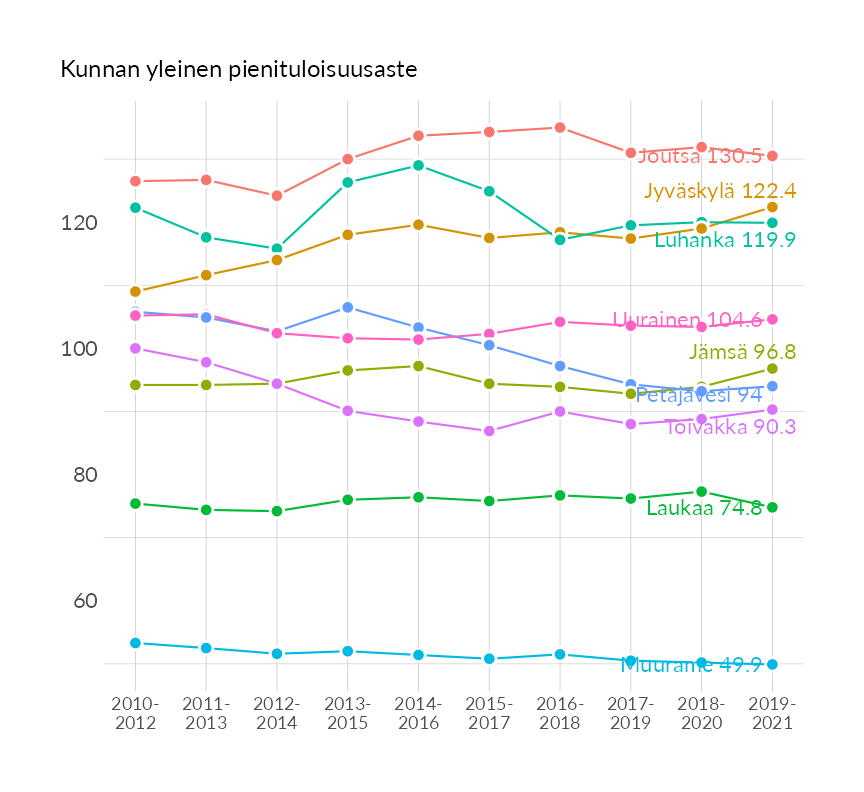 Kunnan yleinen pienituloisuusaste
Joutsa 130.5
Jyväskylä 122.4
120
Luhanka 119.9
Uurainen 104.6
100
Jämsä 96.8
Petäjävesi 94
Toivakka 90.3
80
Laukaa 74.8
60
Muurame 49.9
2010-
2012
2011-
2013
2012-
2014
2013-
2015
2014-
2016
2015-
2017
2016-
2018
2017-
2019
2018-
2020
2019-
2021